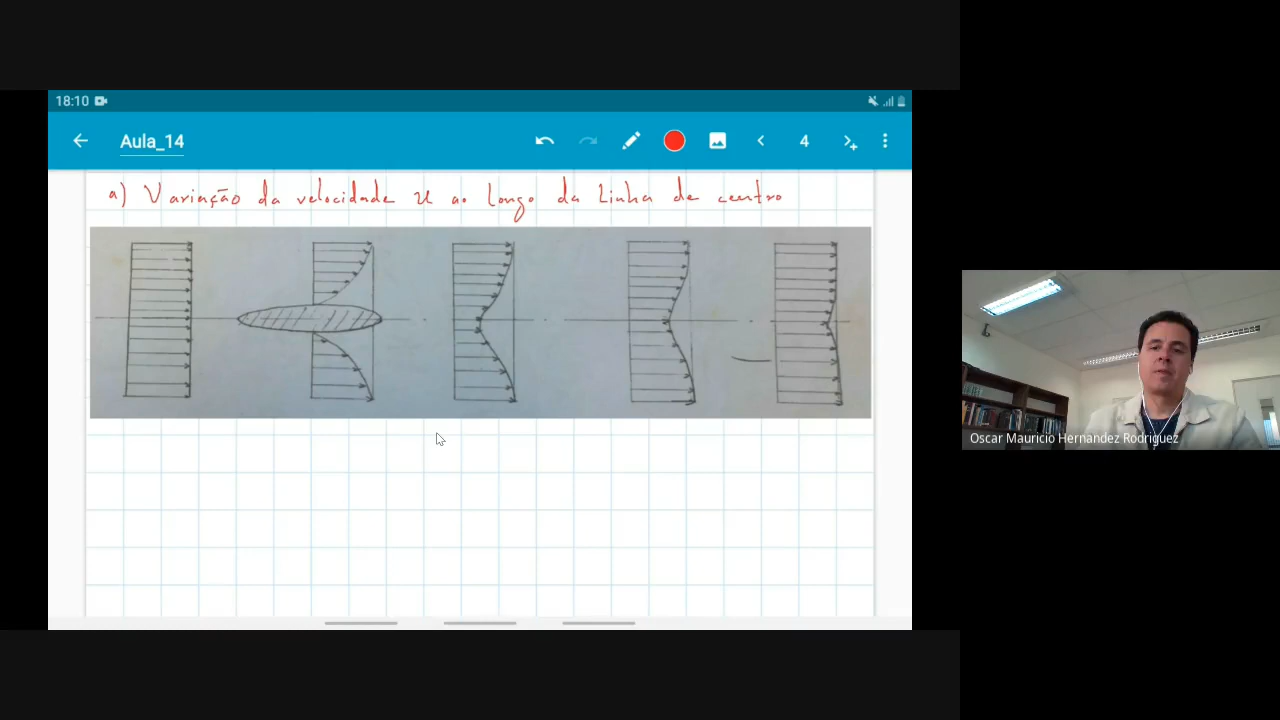 18:10
Aula_14
4
a) Variação da velocidade u ao longo da linha de centro
Oscar Mauricio Hernandez Rodriguez